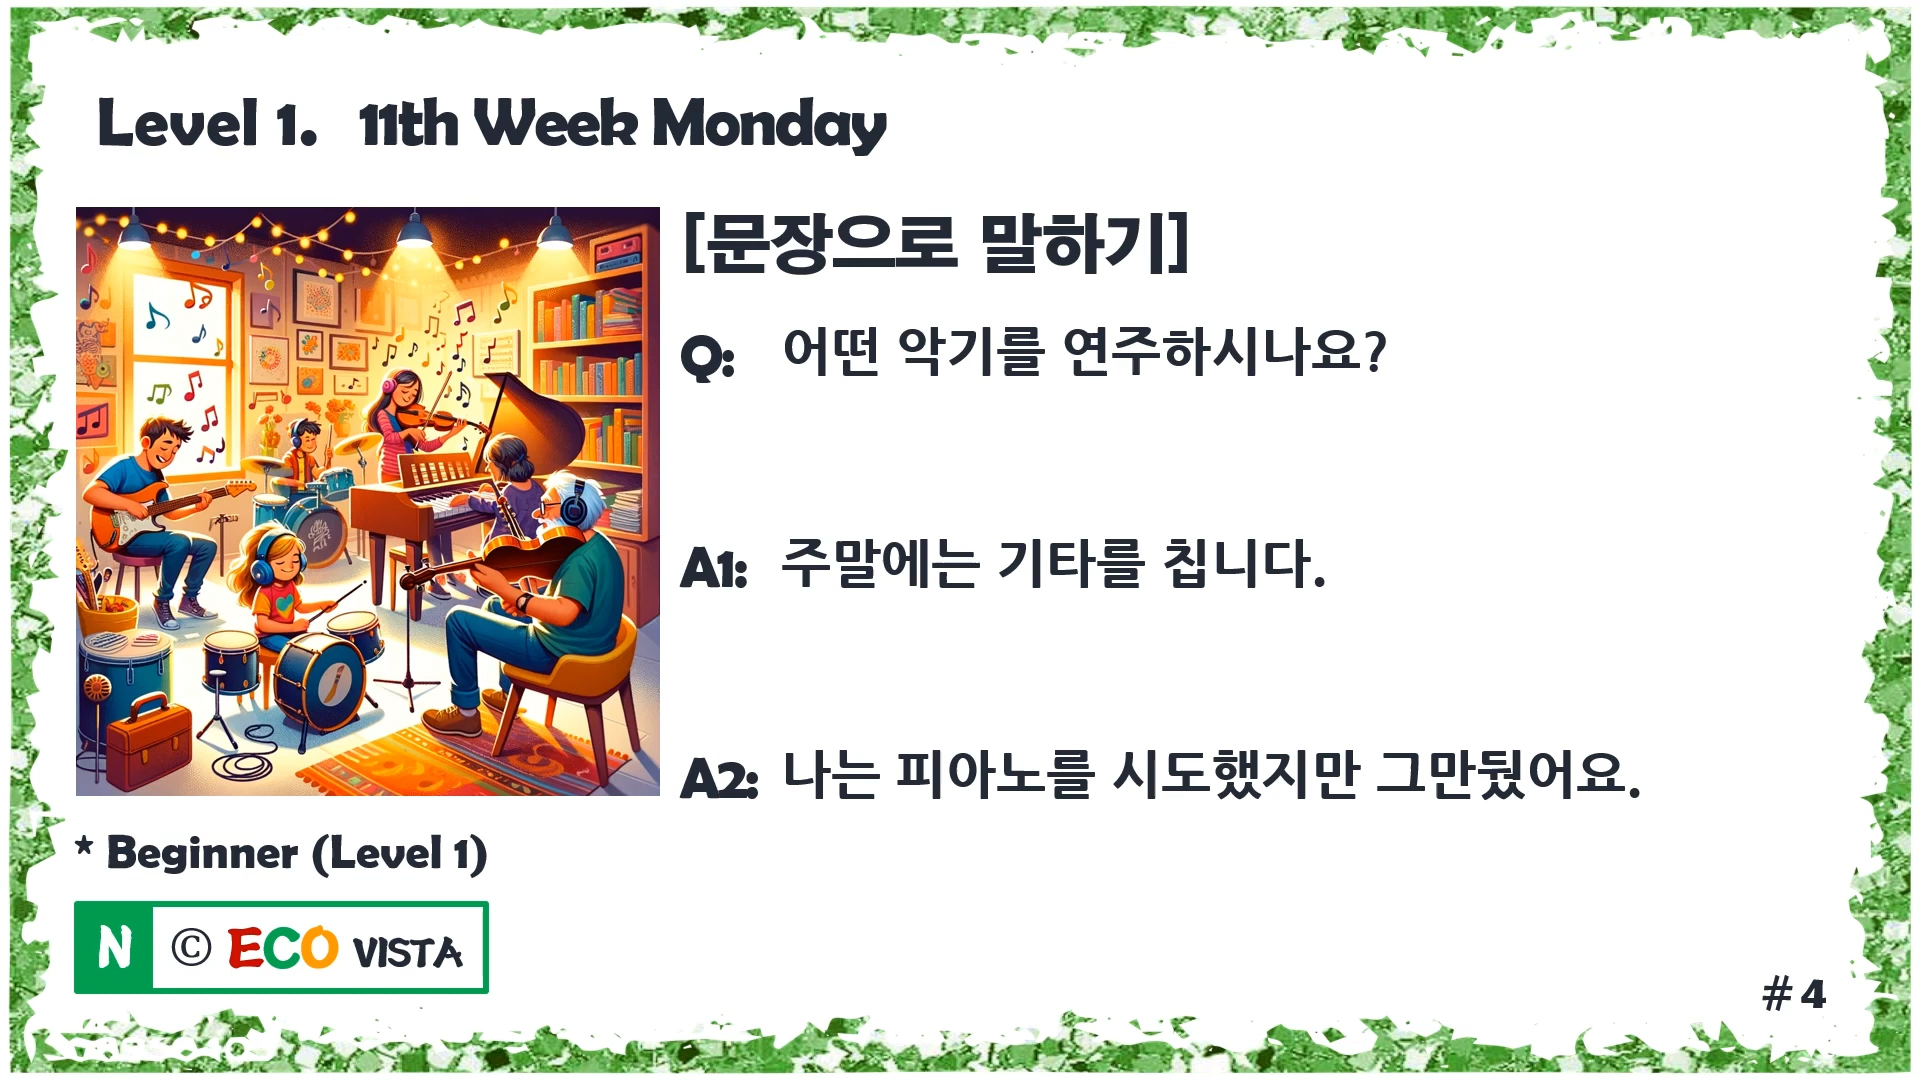 Level 1.   11th Week Monday
[문장으로 말하기]
Q: 어떤 악기를 연주하시나요?
A1: 주말에는 기타를 칩니다.
A2: 나는 피아노를 시도했지만 그만뒀어요.
* Beginner (Level 1)
N © ECO VISTA
# 4